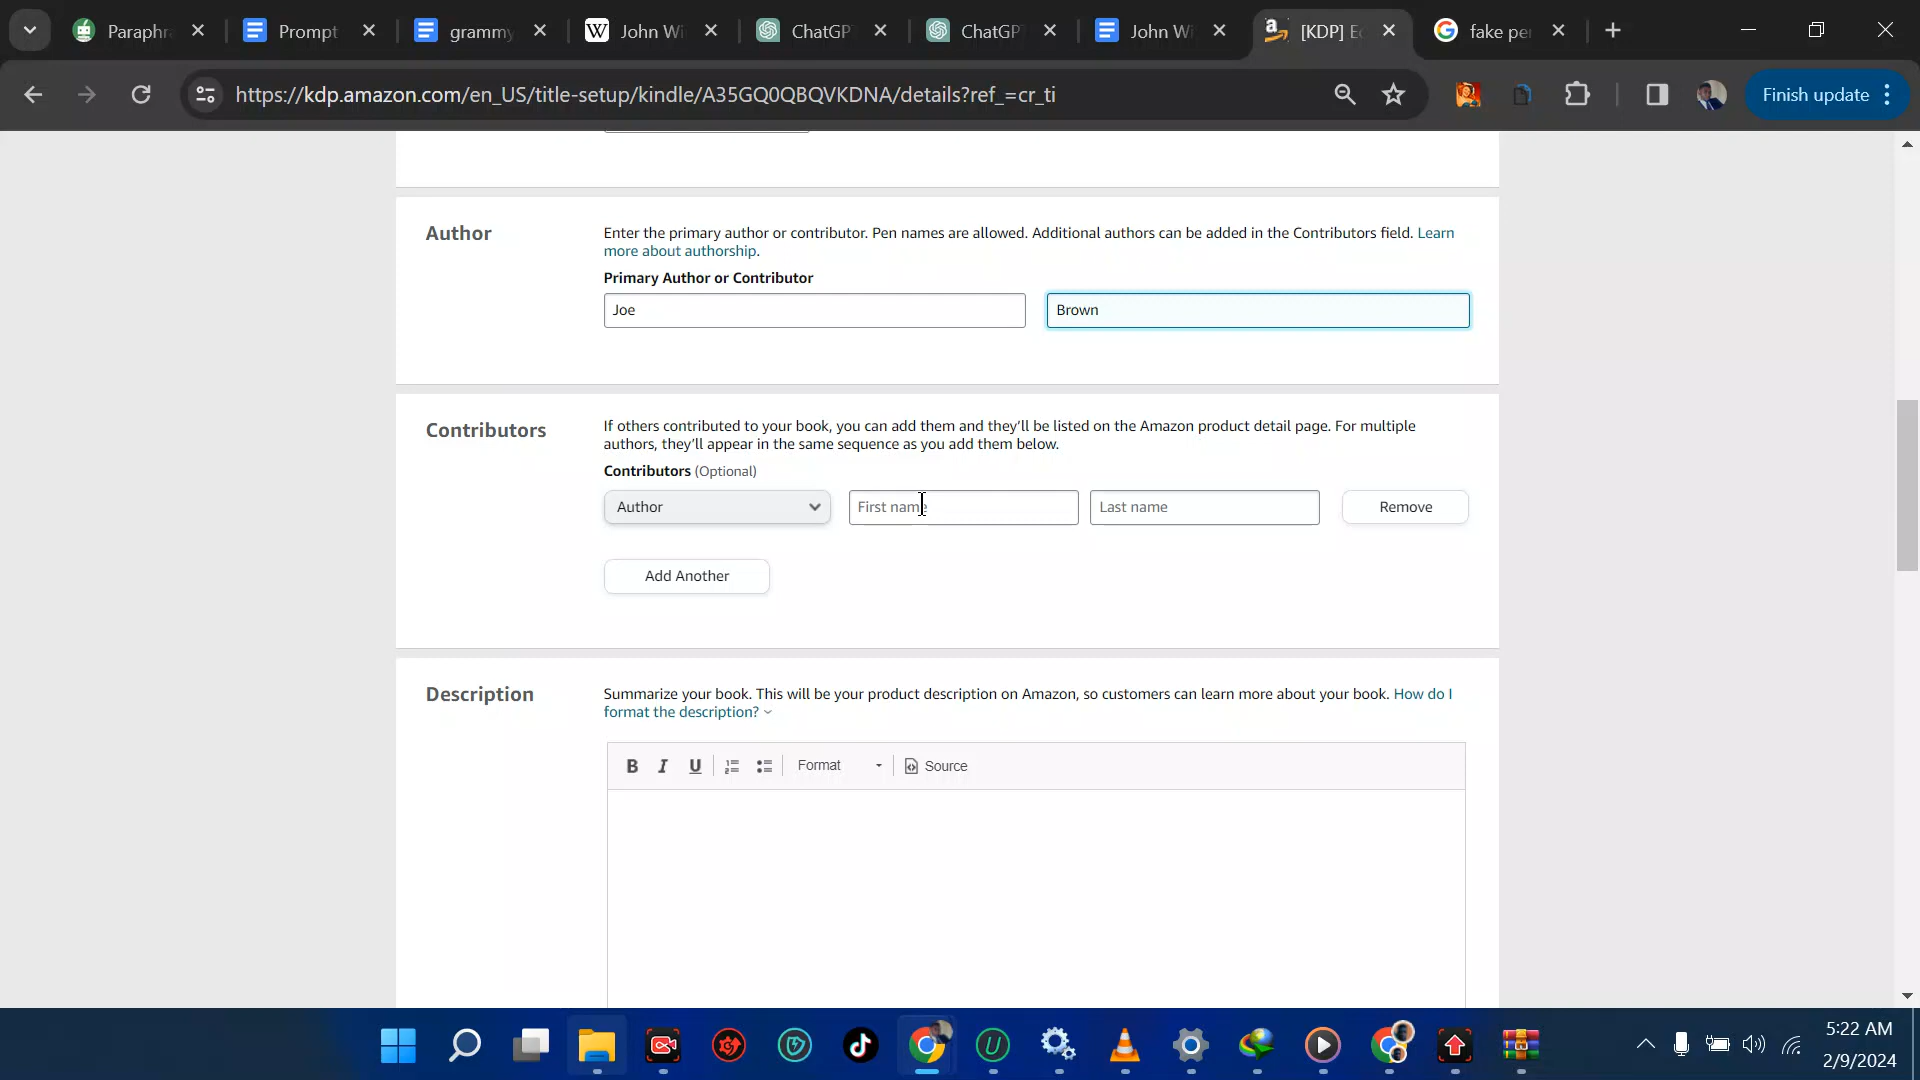 Paraphr
Prompt
grammy
John Wi
ChatGP
ChatGP
John Wi
[KDP] Ec
fake per
https://kdp.amazon.com/en_US/title-setup/kindle/A35GQ0QBQVKDNA/details?ref_=cr_ti
Finish update
Author
Enter the primary author or contributor. Pen names are allowed. Additional authors can be added in the Contributors field. Learn
more about authorship.
Primary Author or Contributor
Joe
Brown
Contributors
If others contributed to your book, you can add them and they'll be listed on the Amazon product detail page. For multiple
authors, they'll appear in the same sequence as you add them below.
Contributors (Optional)
Author
First name
Last name
Remove
Add Another
Description
Summarize your book. This will be your product description on Amazon, so customers can learn more about your book. How do I
format the description?
B I U
Format
Source
5:22 AM
2/9/2024